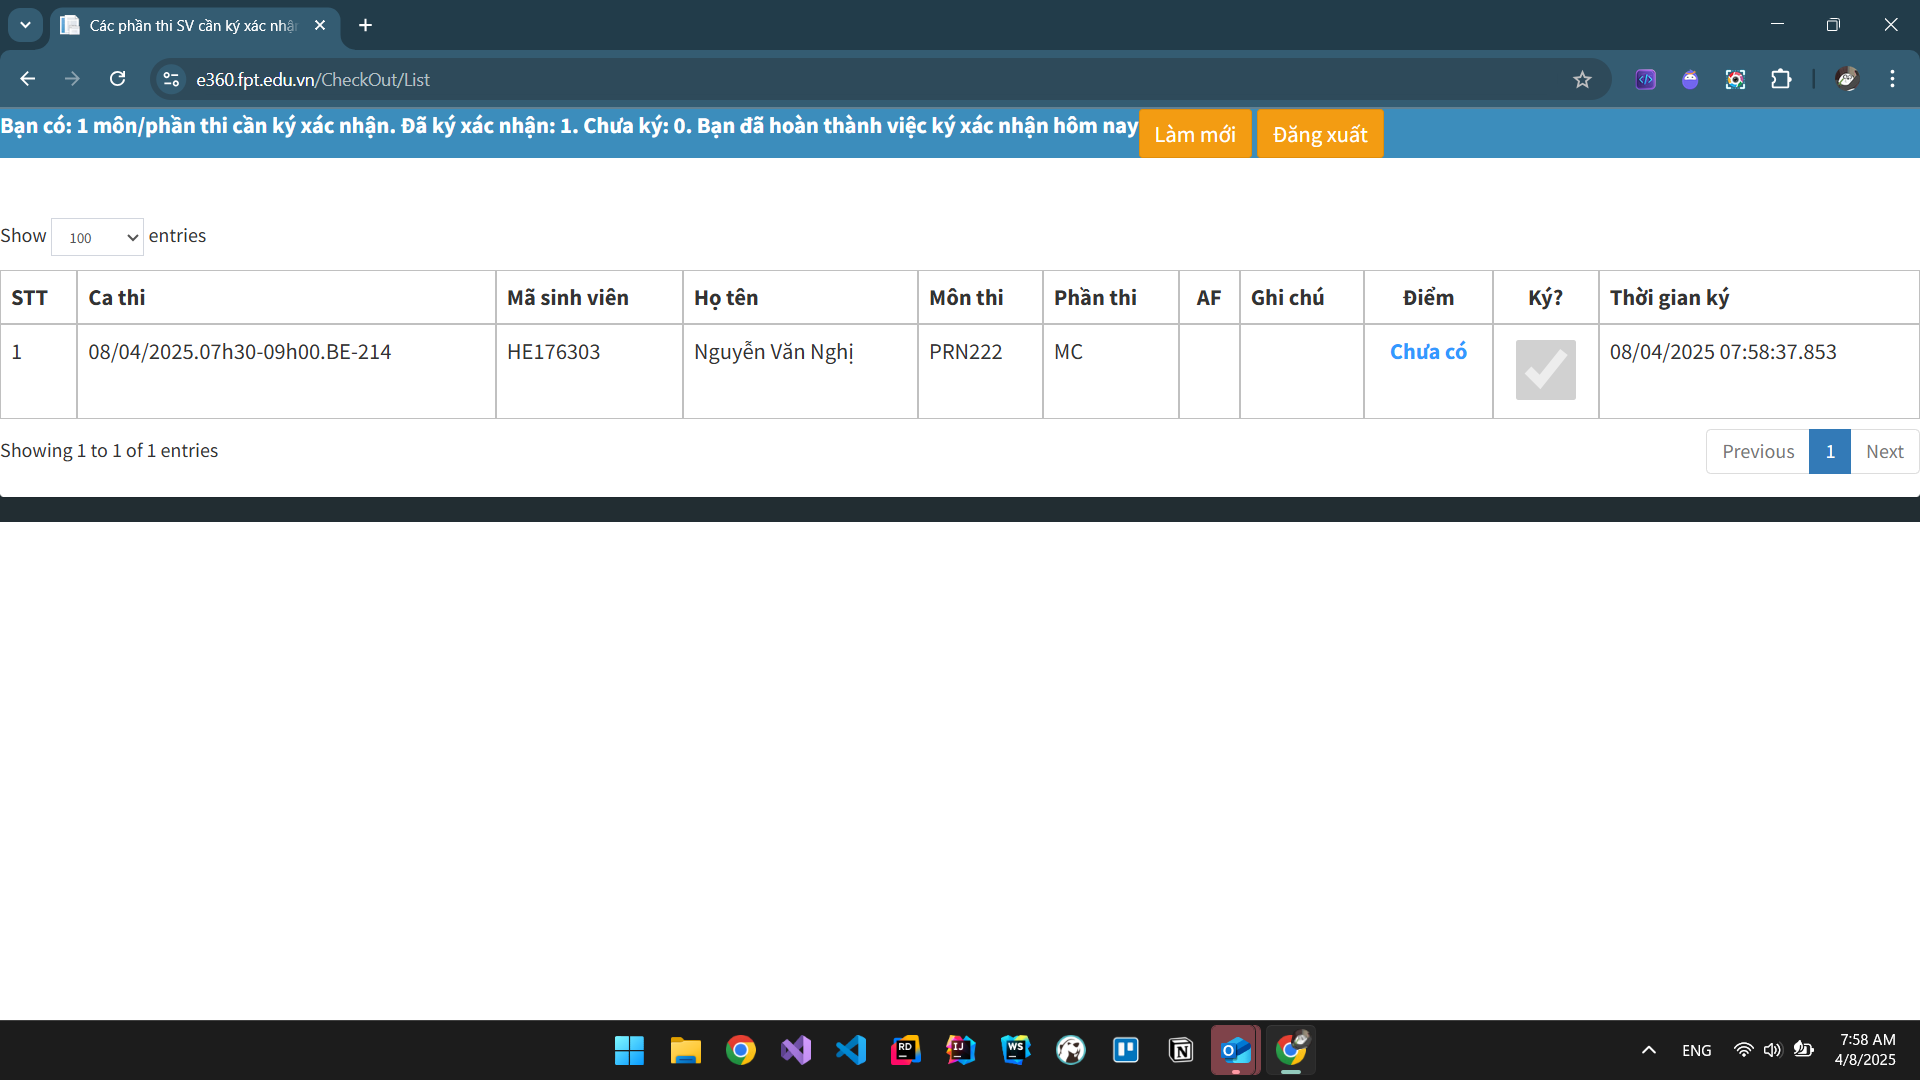 Các phần thi SV cần ký xác nhận
e360.fpt.edu.vn/CheckOut/List
Bạn có: 1 môn/phần thi cần ký xác nhận. Đã ký xác nhận: 1. Chưa ký: 0. Bạn đã hoàn thành việc ký xác nhận hôm nay
Làm mới
Đăng xuất
Show 100 entries
STT Ca thi Mã sinh viên Họ tên Môn thi Phần thi AF Ghi chú Điểm Ký? Thời gian ký
1 08/04/2025.07h30-09h00.BE-214 HE176303 Nguyễn Văn Nghị PRN222 MC Chưa có 08/04/2025 07:58:37.853
Showing 1 to 1 of 1 entries
Previous 1 Next
RD
IJ
WS
ENG
7:58 AM
4/8/2025